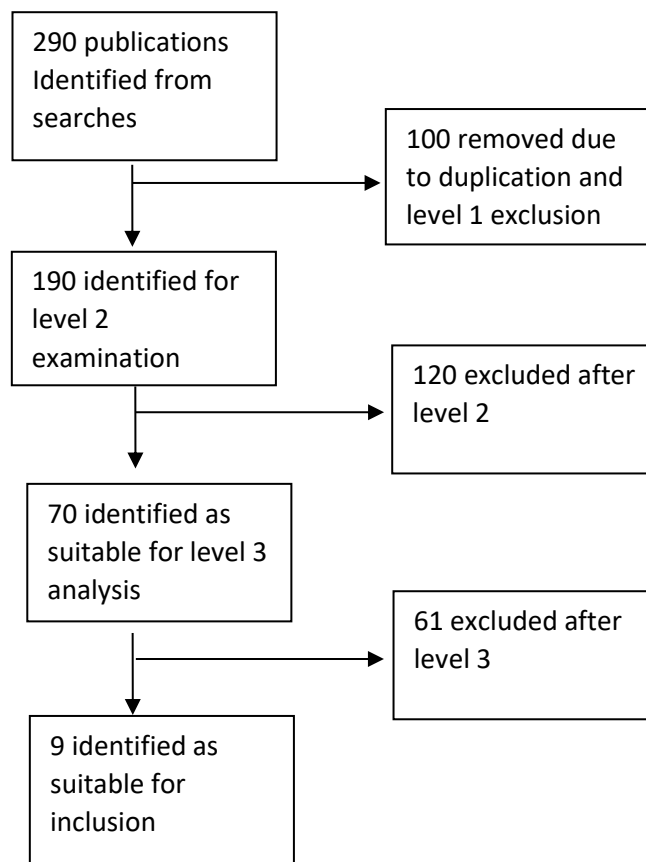 290 publications
Identified from
searches
100 removed due
to duplication and
level 1 exclusion
190 identified for
level 2
examination
120 excluded after
level 2
70 identified as
suitable for level 3
analysis
61 excluded after
level 3
9 identified as
suitable for
inclusion